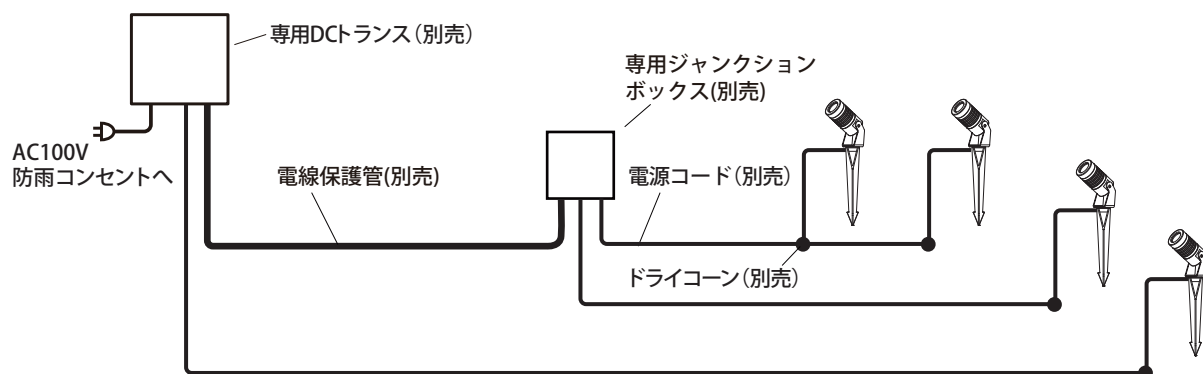 専用DCトランス（別売）
専用ジャンクション
ボックス(別売)
AC100V
防雨コンセントへ
電線保護管(別売)
電源コード（別売）
ドライコーン（別売）